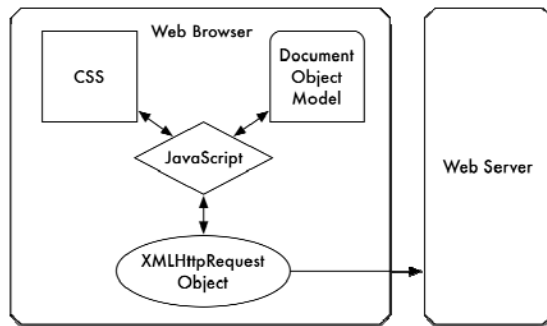 Web Browser
CSS
Document
Object
Model
JavaScript
XMLHttpRequest
Object
Web Server